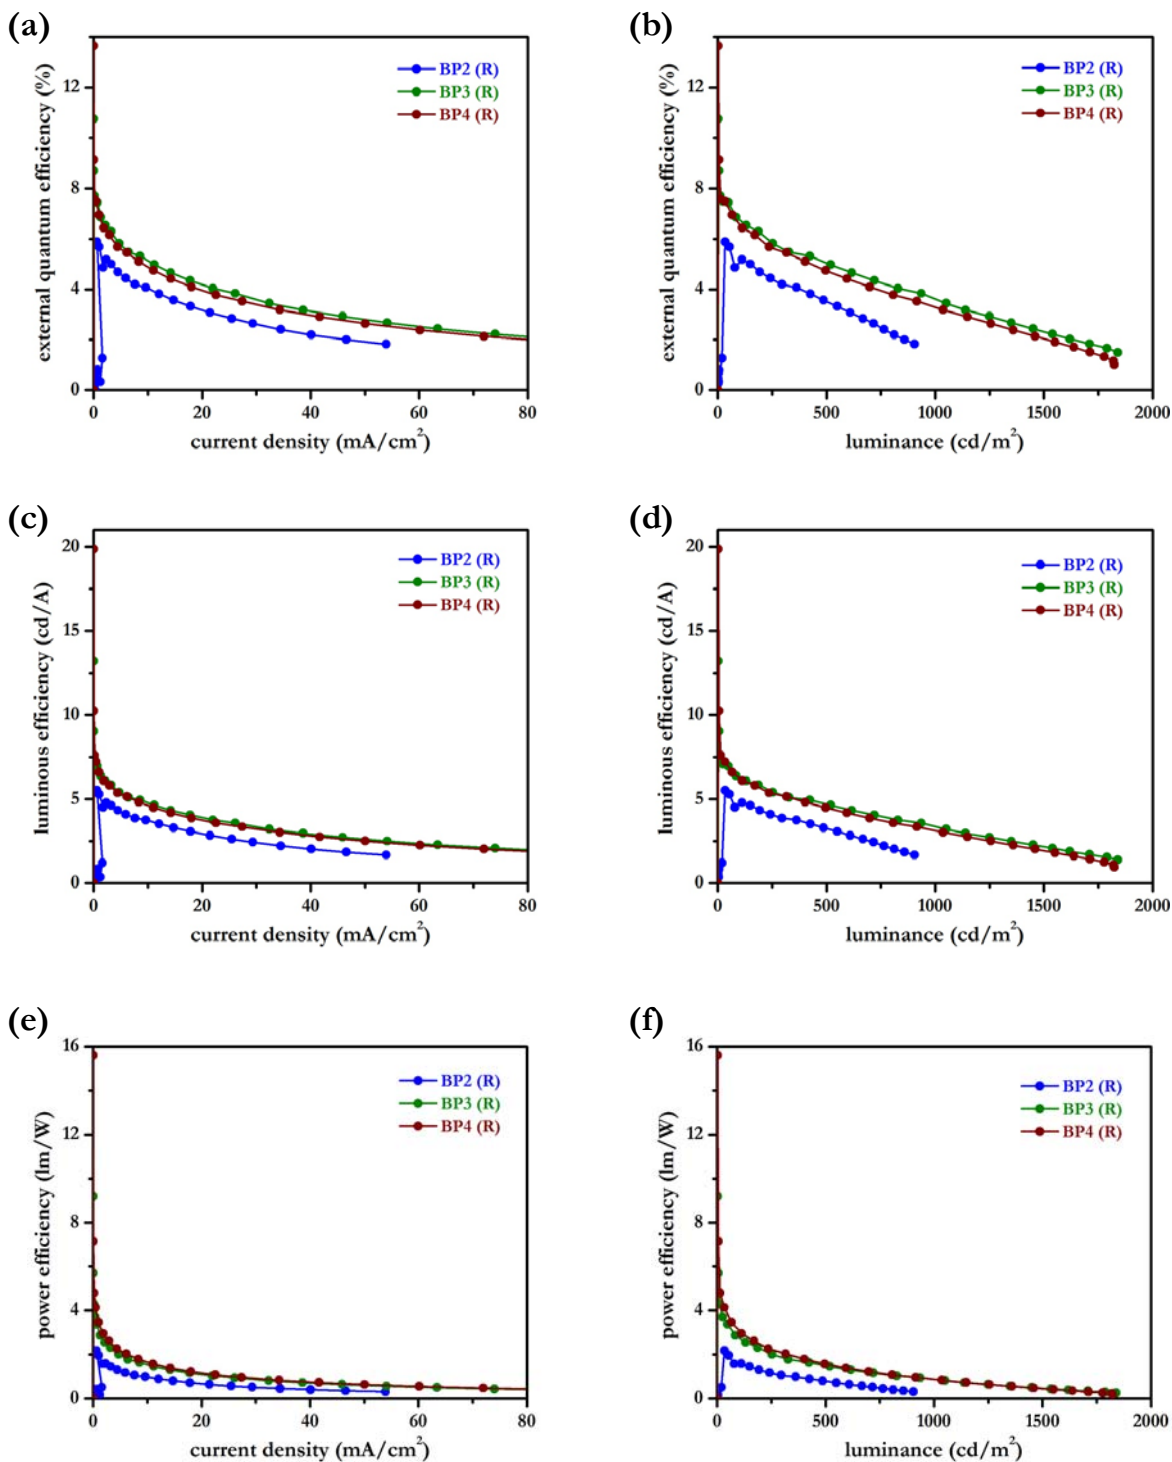 (a)
external quantum efficiency (%)
12
8
4
0
BP2 (R)
BP3 (R)
BP4 (R)
0 20 40 60 80
current density (mA/cm²)
(b)
external quantum efficiency (%)
12
8
4
0
BP2 (R)
BP3 (R)
BP4 (R)
0 500 1000 1500 2000
luminance (cd/m²)
(c)
luminous efficiency (cd/A)
20
15
10
5
0
BP2 (R)
BP3 (R)
BP4 (R)
0 20 40 60 80
current density (mA/cm²)
(d)
luminous efficiency (cd/A)
20
15
10
5
0
BP2 (R)
BP3 (R)
BP4 (R)
0 500 1000 1500 2000
luminance (cd/m²)
(e)
power efficiency (lm/W)
16
12
8
4
0
BP2 (R)
BP3 (R)
BP4 (R)
0 20 40 60 80
current density (mA/cm²)
(f)
power efficiency (lm/W)
16
12
8
4
0
BP2 (R)
BP3 (R)
BP4 (R)
0 500 1000 1500 2000
luminance (cd/m²)